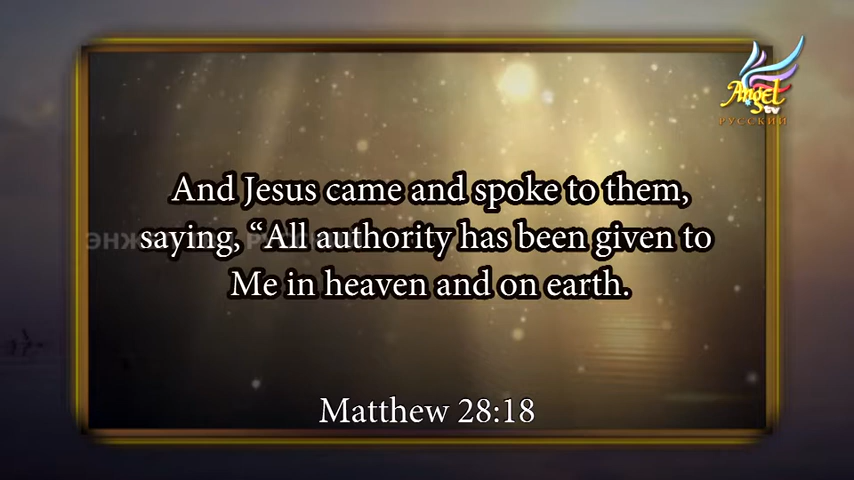 Angel
tv
РУССКИЙ
And Jesus came and spoke to them,
saying, “All authority has been given to
Me in heaven and on earth.
Matthew 28:18